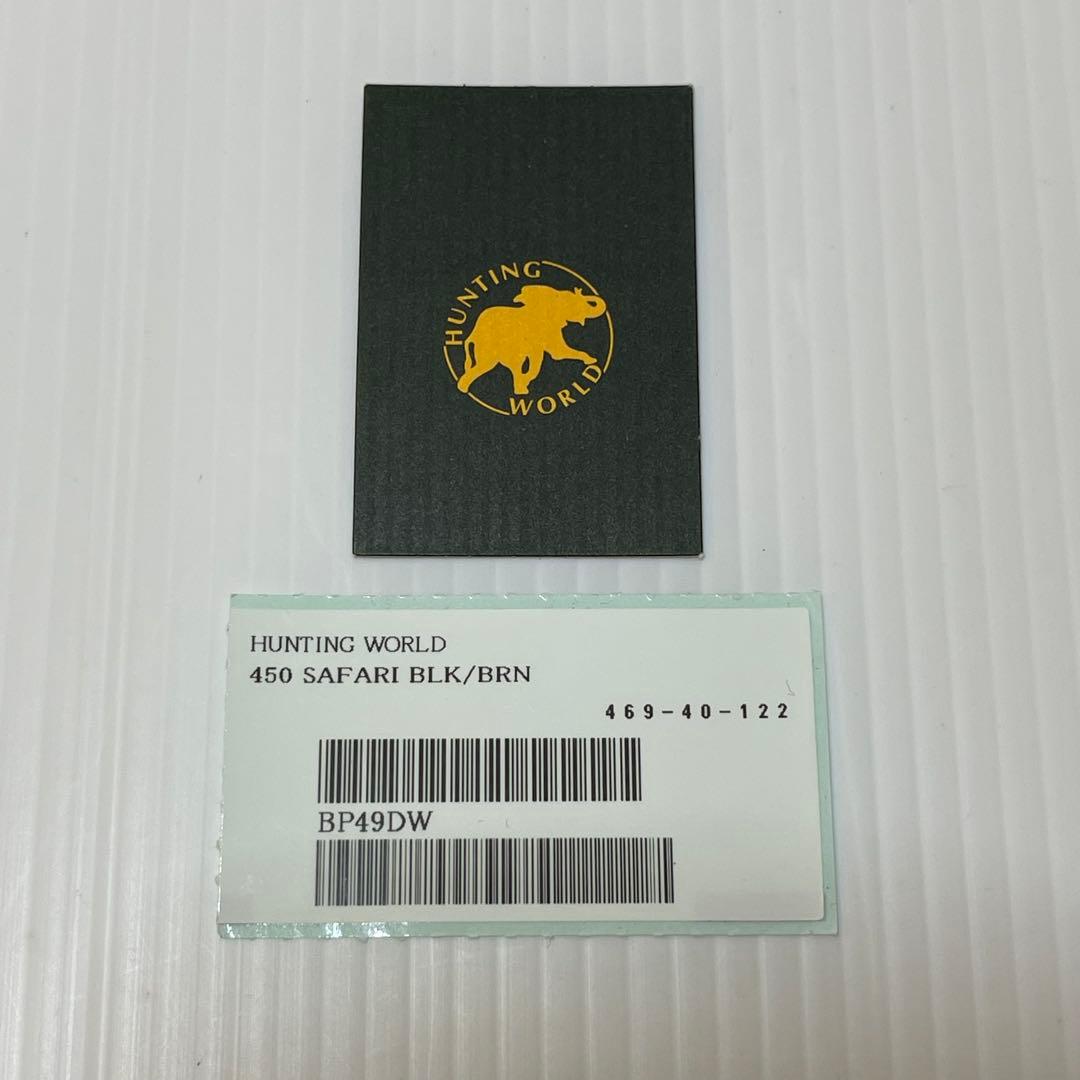 HUNTING
WORLD
HUNTING WORLD
450 SAFARI BLK/BRN
469-40-122
BP49DW